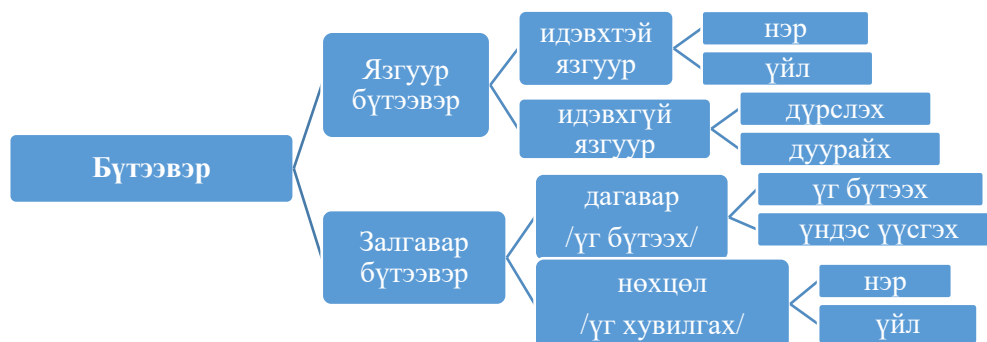 Бүтээвэр
Язгуур
бүтээвэр
идэвхтэй
язгуур
нэр
үйл
идэвхгүй
язгуур
дүрслэх
дуурайх
Залгавар
бүтээвэр
дагавар
/үг бүтээх/
үг бүтээх
үндэс үүсгэх
нөхцөл
/үг хувилгах/
нэр
үйл